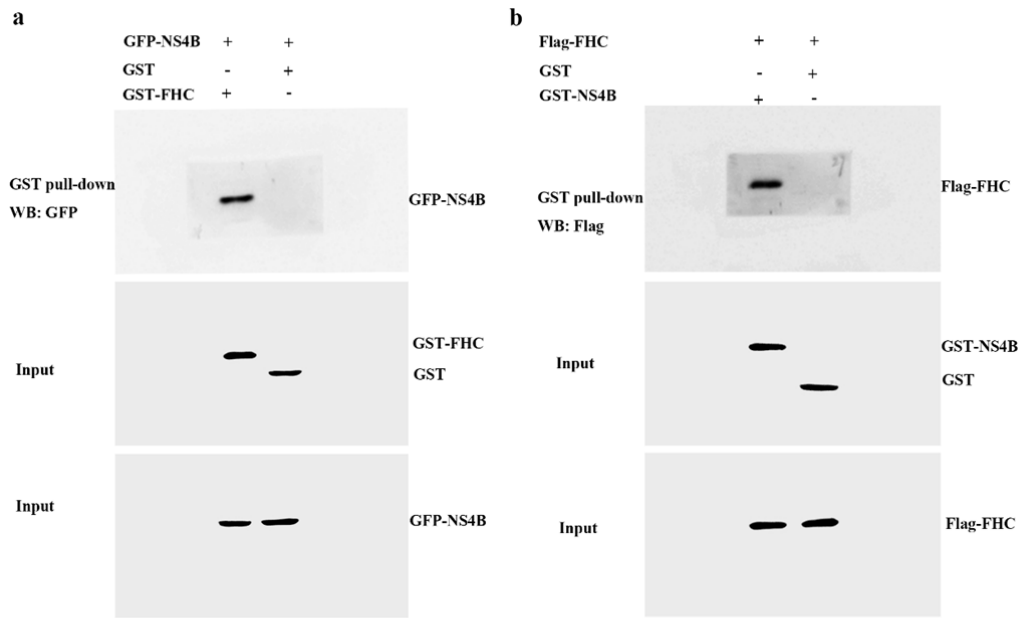 a
GFP-NS4B + +
GST - +
GST-FHC + -
GST pull-down
WB: GFP
GFP-NS4B
GST-FHC
GST
Input
Input
GFP-NS4B
b
Flag-FHC + +
GST - +
GST-NS4B + -
GST pull-down
WB: Flag
Flag-FHC
GST-NS4B
GST
Input
Input
Flag-FHC